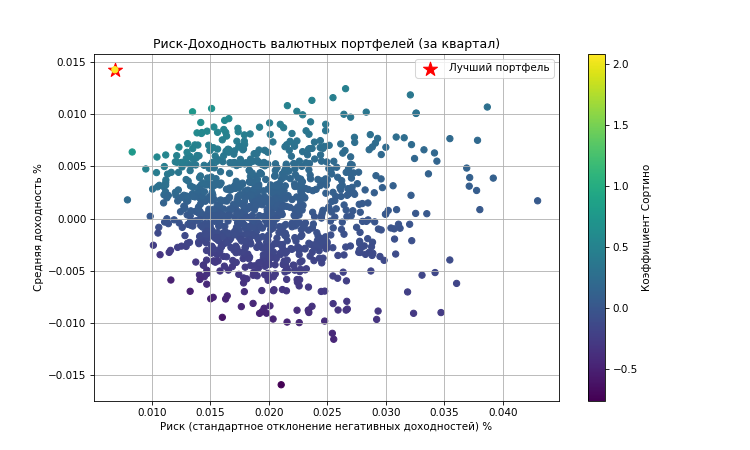 Риск-Доходность валютных портфелей (за квартал)
Лучший портфель
Средняя доходность %
0.015
0.010
0.005
0.000
−0.005
−0.010
−0.015
0.010 0.015 0.020 0.025 0.030 0.035 0.040
Риск (стандартное отклонение негативных доходностей) %
2.0
1.5
1.0
0.5
0.0
−0.5
Коэффициент Сортино